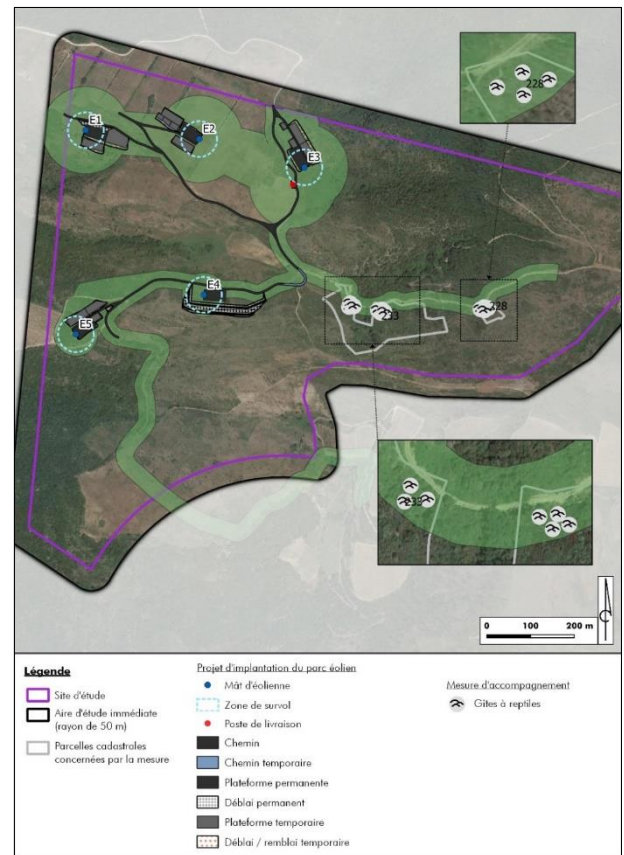 228
E1
E2
E3
E4
E5
233
228
233
0 100 200 m
Légende
Site d'étude
Aire d'étude immédiate
(rayon de 50 m)
Parcelles cadastrales
concernées par la mesure
Projet d'implantation du parc éolien
Mât d'éolienne
Zone de survol
Poste de livraison
Chemin
Chemin temporaire
Plateforme permanente
Déblai permanent
Plateforme temporaire
Déblai / remblai temporaire
Mesure d'accompagnement
Gîtes à reptiles